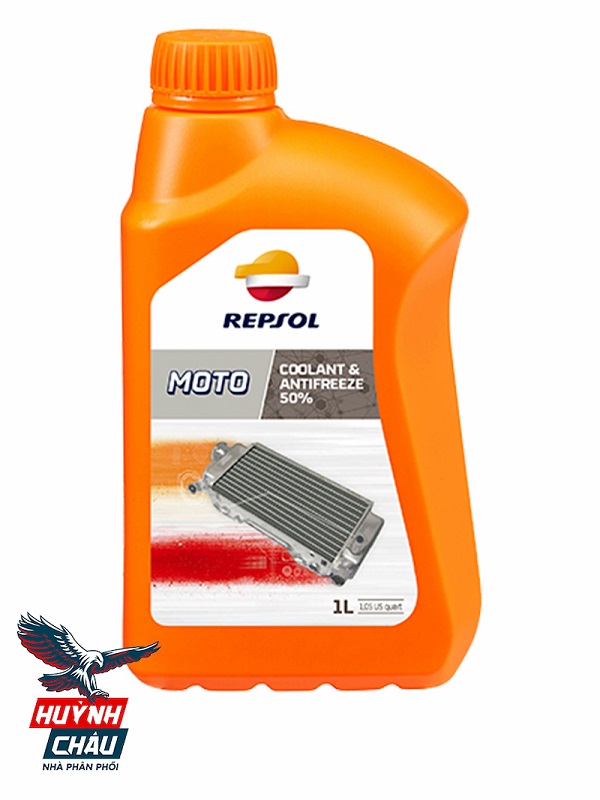 REPSOL
MOTO
COOLANT &
ANTIFREEZE
50%
1L
1,05 US quart
HUỲNH
CHÂU
NHÀ PHÂN PHỐI